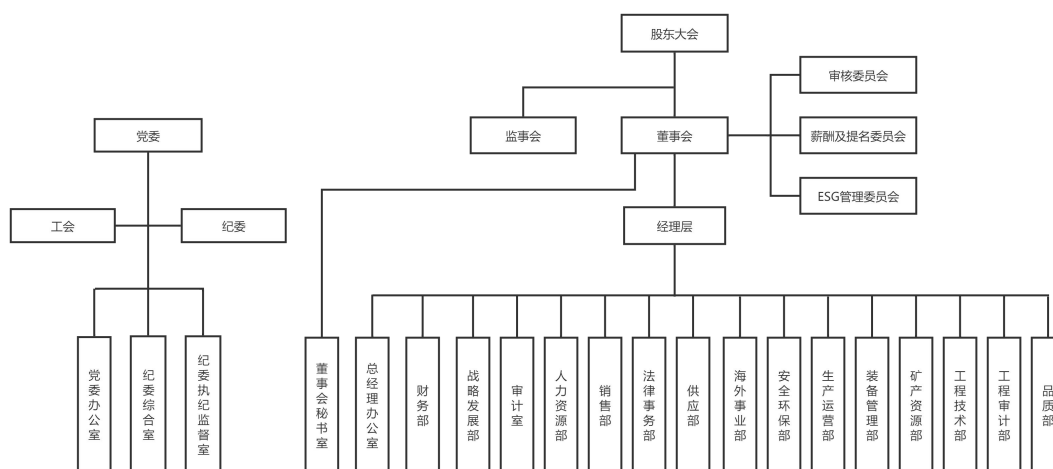 股东大会
审核委员会
党委
监事会
董事会
薪酬及提名委员会
ESG管理委员会
工会
纪委
经理层
党委办公室
纪委综合室
纪委执纪监督室
董事会秘书室
总经理办公室
财务部
战略发展部
审计室
人力资源部
销售部
法律事务部
供应部
海外事业部
安全环保部
生产运营部
装备管理部
矿产资源部
工程技术部
工程审计部
品质部